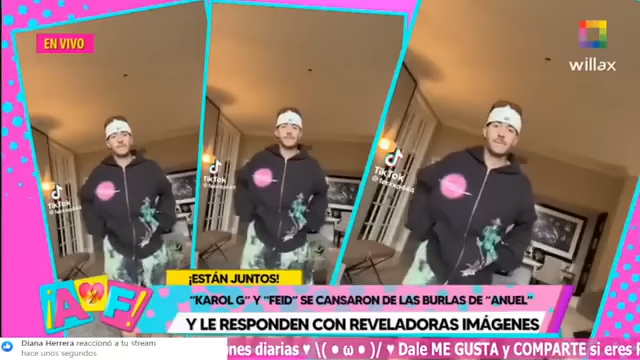 EN VIVO
willax
TikTok
TikTok
TikTok
¡ESTÁN JUNTOS!
¡A F!
"KAROL G" Y "FEID" SE CANSARON DE LAS BURLAS DE "ANUEL"
Y LE RESPONDEN CON REVELADORAS IMÁGENES
Diana Herrera reaccionó a tu stream
hace unos segundos
nes diarias ♥ \( • ω • )/ ♥ Dale ME GUSTA y COMPARTE si eres